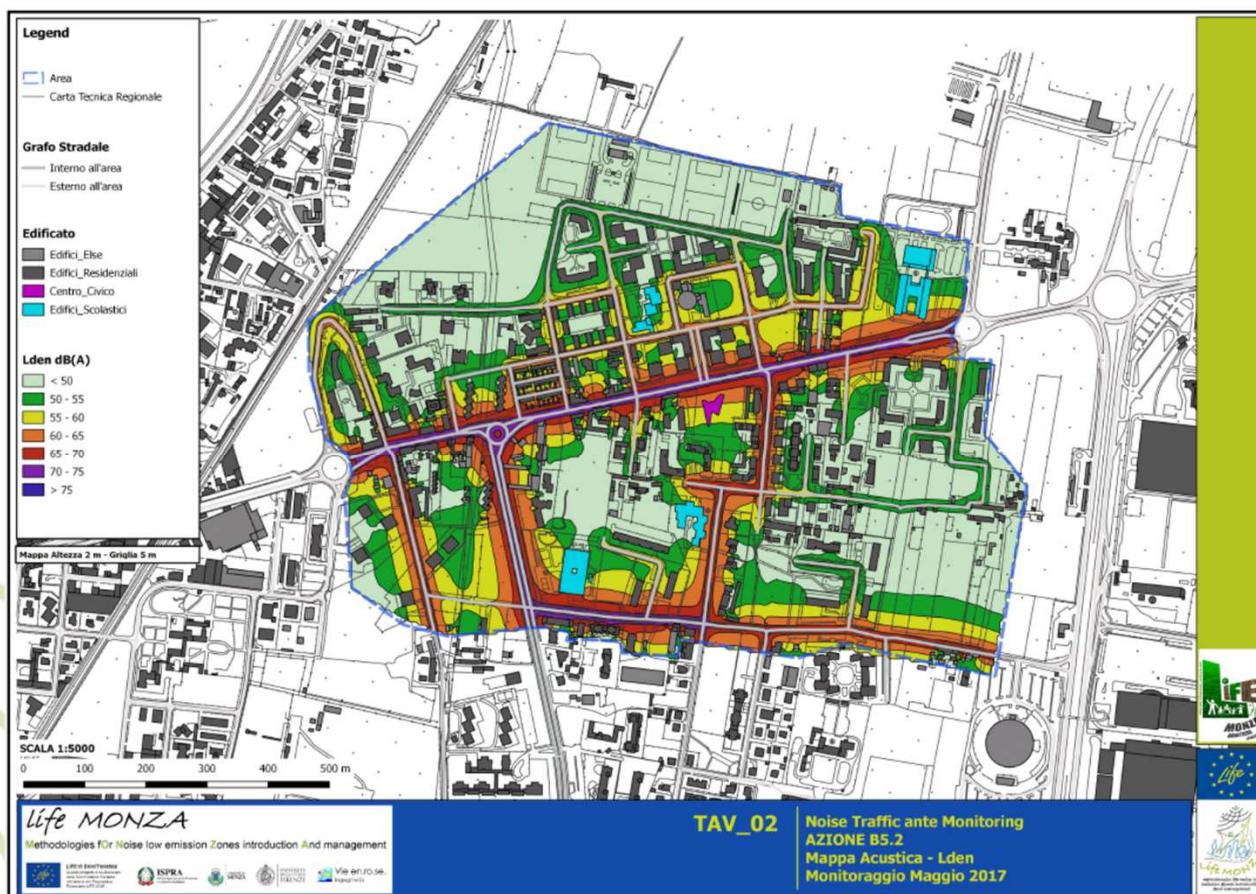 Legend
Area
Carta Tecnica Regionale
Grafo Stradale
Interno all'area
Esterno all'area
Edificato
Edifici_Else
Edifici_Residenziali
Centro_Civico
Edifici_Scolastici
Lden dB(A)
< 50
50 - 55
55 - 60
60 - 65
65 - 70
70 - 75
> 75
Mappa Altezza 2 m - Griglia 5 m
SCALA 1:5000
0 100 200 300 400 500 m
life MONZA
Methodologies fOr Noise low emission Zones introduction And management
ISPRA
Vie en.ro.se.
Ingegneria
TAV_02
Noise Traffic ante Monitoring
AZIONE B5.2
Mappa Acustica - Lden
Monitoraggio Maggio 2017
LiFE
Life